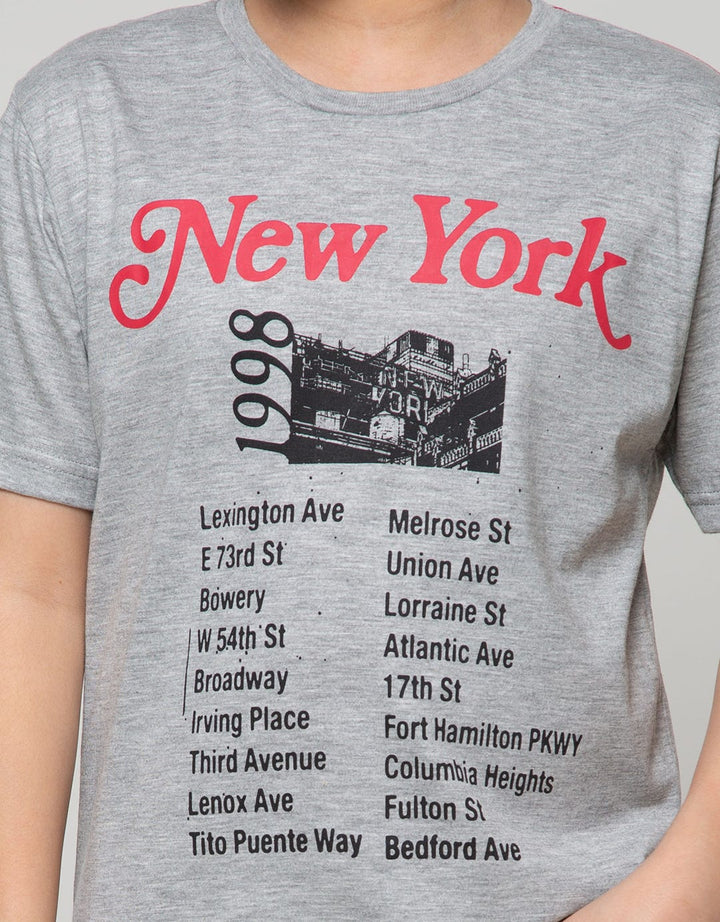 New York
1998
NEW
YORK
Lexington Ave
E 73rd St
Bowery
W 54th St
Broadway
Irving Place
Third Avenue
Lenox Ave
Tito Puente Way
Melrose St
Union Ave
Lorraine St
Atlantic Ave
17th St
Fort Hamilton PKWY
Columbia Heights
Fulton St
Bedford Ave